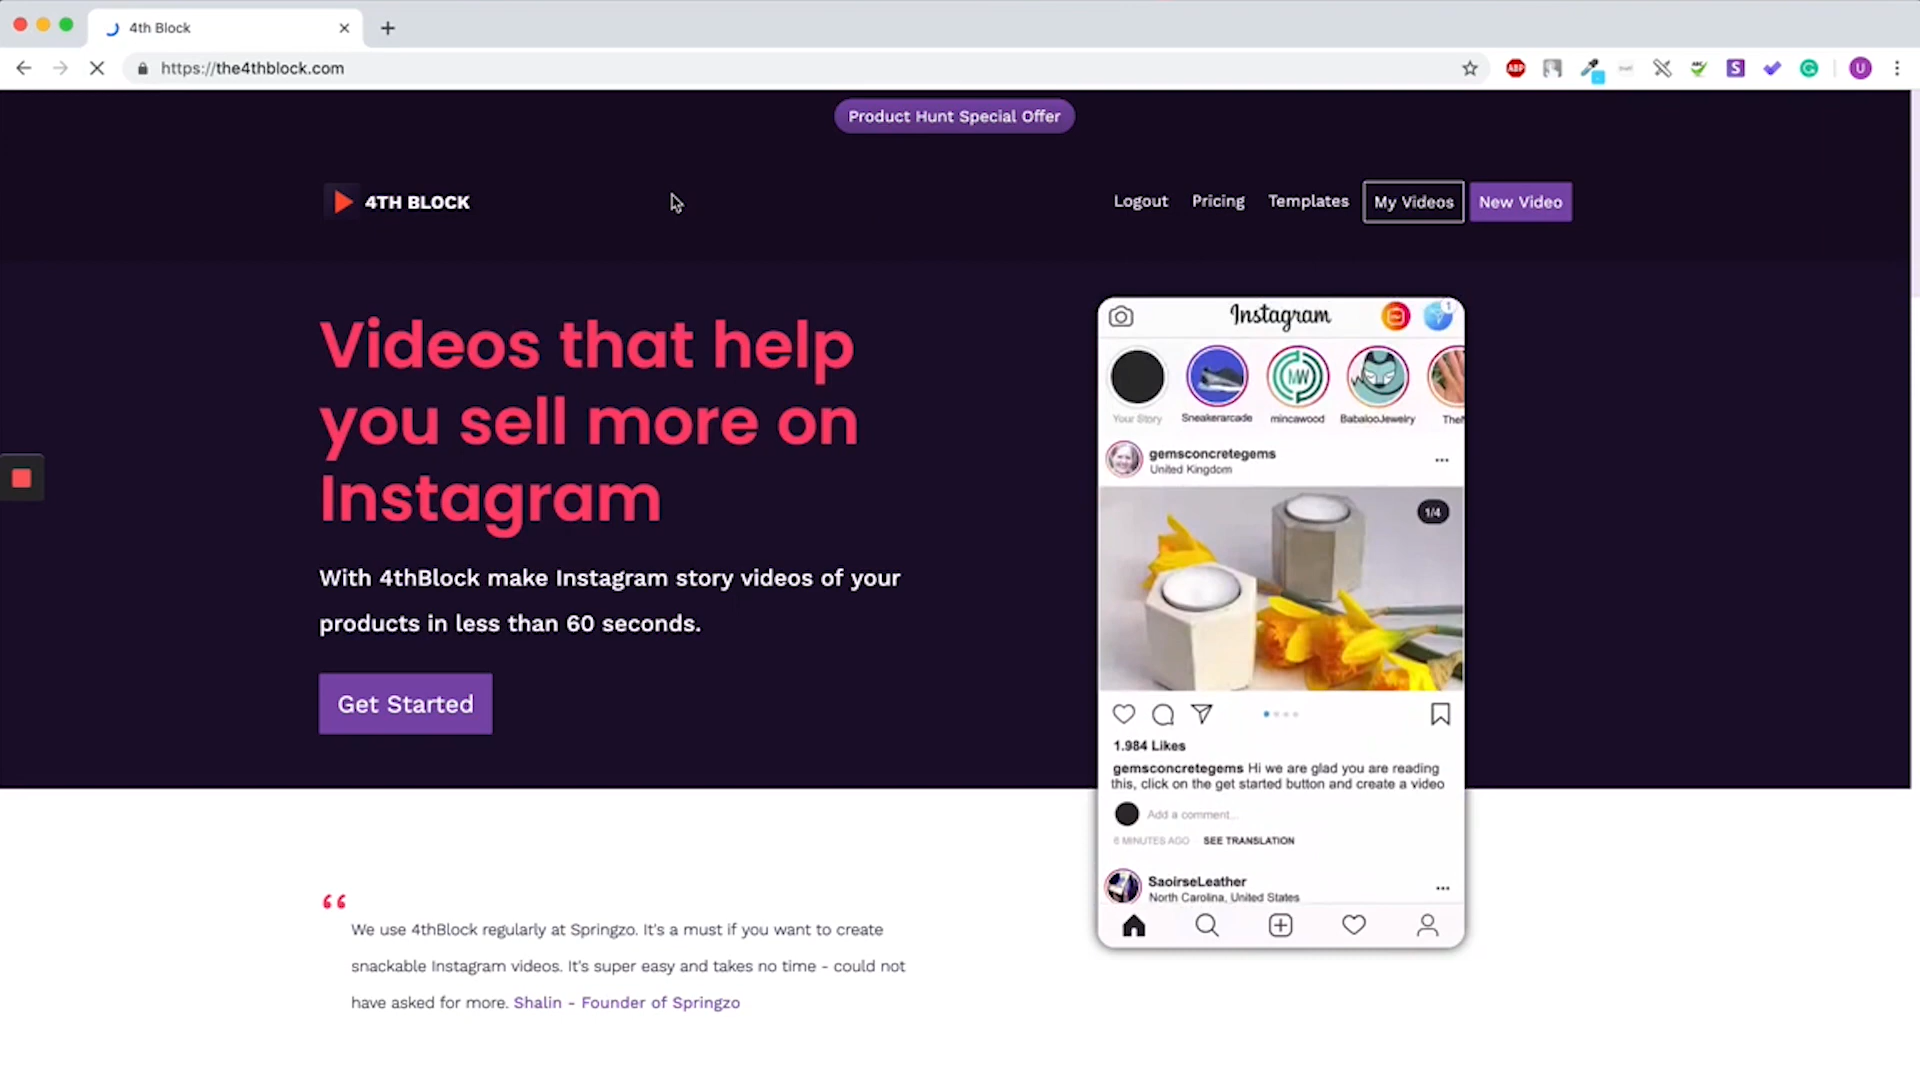 4th Block
https://the4thblock.com
ABP
S
U
Product Hunt Special Offer
4TH BLOCK
Logout
Pricing
Templates
My Videos
New Video
Videos that help
you sell more on
Instagram
With 4thBlock make Instagram story videos of your
products in less than 60 seconds.
Get Started
Instagram
1
MW
Your Story
Sneakerarcade
mincawood
BabalooJewelry
gemsconcretegems
United Kingdom
1/4
1.984 Likes
gemsconcretegems Hi we are glad you are reading
this, click on the get started button and create a video
Add a comment...
6 MINUTES AGO
SEE TRANSLATION
SaoirseLeather
North Carolina, United States
We use 4thBlock regularly at Springzo. It's a must if you want to create
snackable Instagram videos. It's super easy and takes no time - could not
have asked for more. Shalin - Founder of Springzo